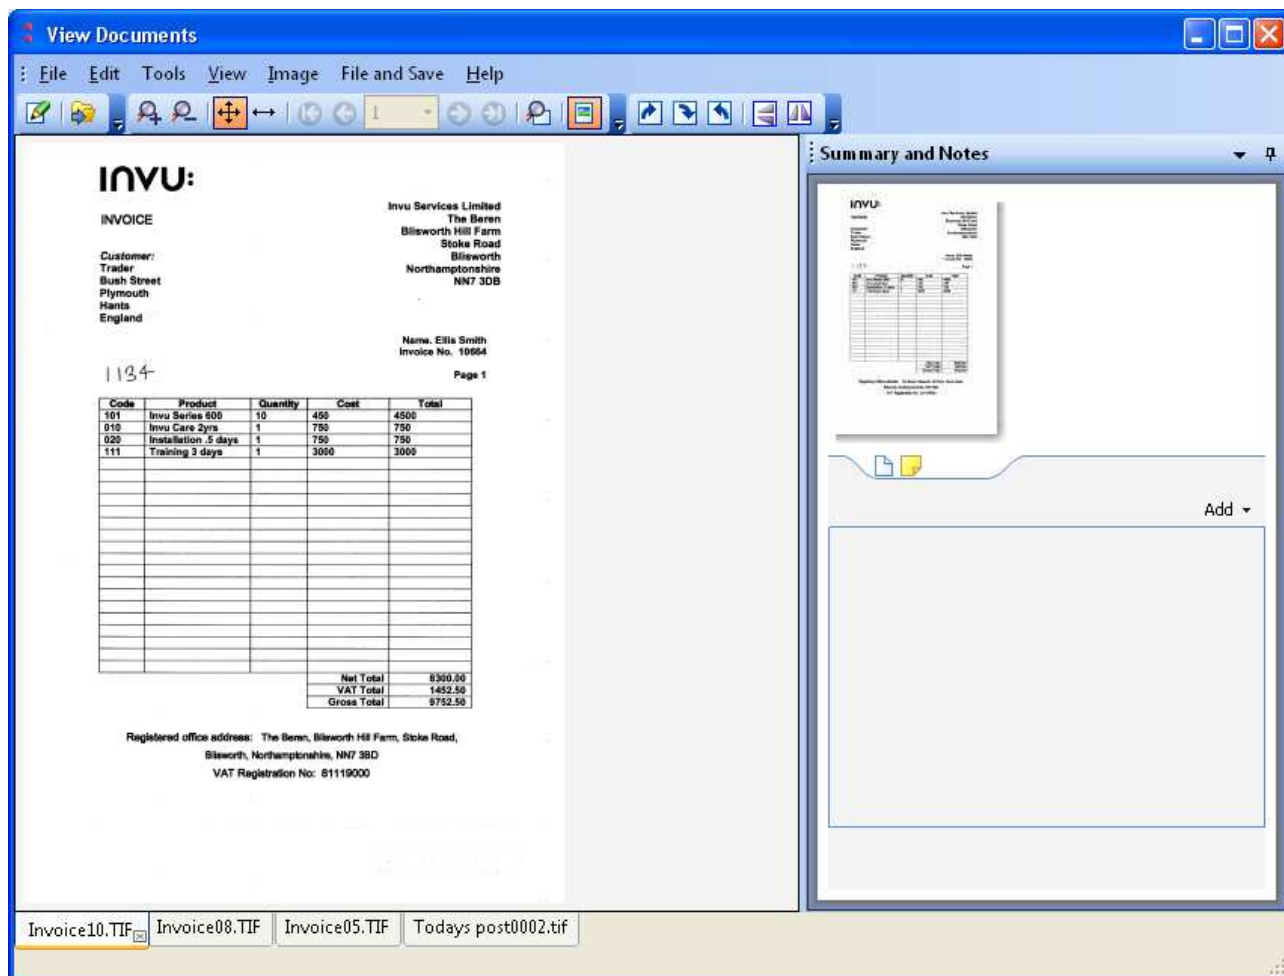 View Documents
File Edit Tools View Image File and Save Help
1
INVU:
INVOICE
Invu Services Limited
The Beren
Blisworth Hill Farm
Stoke Road
Blisworth
Northamptonshire
NN7 3DB
Customer:
Trader
Bush Street
Plymouth
Hants
England
Name. Ellis Smith
Invoice No. 10664
1134
Page 1
Code Product Quantity Cost Total
101 Invu Series 600 10 450 4500
010 Invu Care 2yrs 1 750 750
020 Installation .5 days 1 750 750
111 Training 3 days 1 3000 3000
Net Total 8300.00
VAT Total 1452.50
Gross Total 9752.50
Registered office address: The Beren, Blisworth Hill Farm, Stoke Road,
Blisworth, Northamptonshire, NN7 3BD
VAT Registration No: 81119000
Summary and Notes
INVU:
Add
Invoice10.TIF Invoice08.TIF Invoice05.TIF Todays post0002.tif